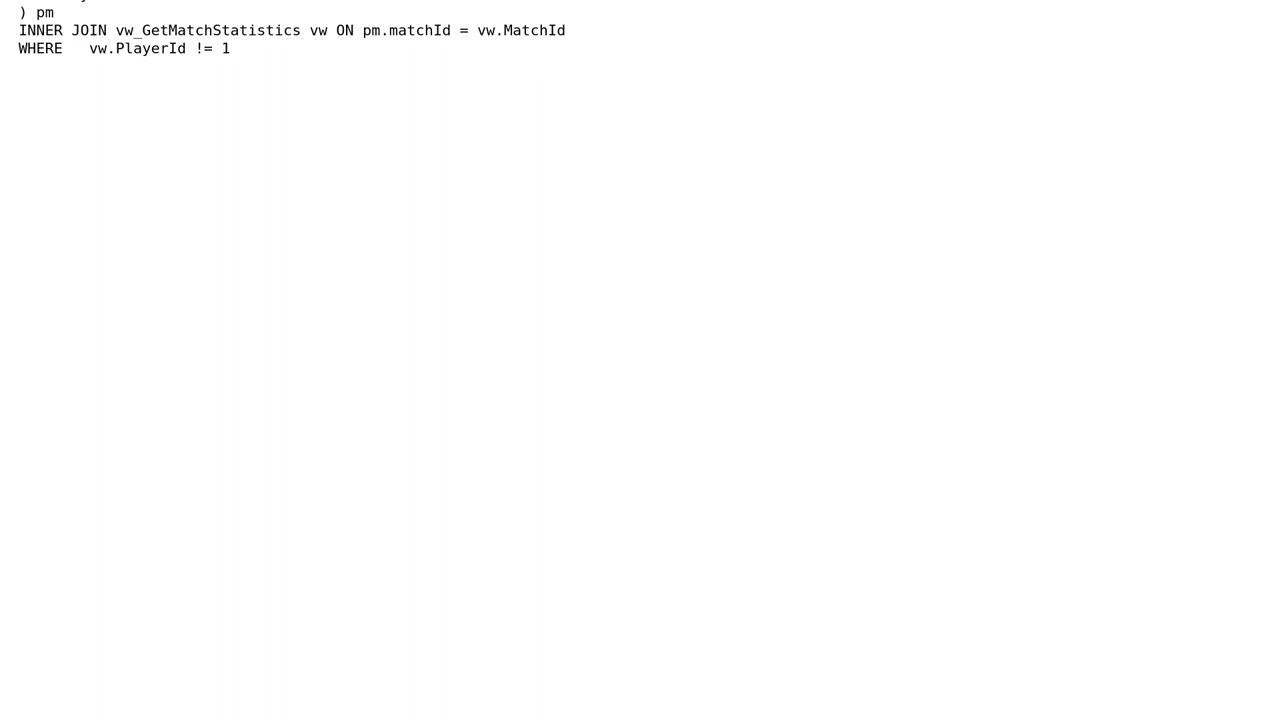 ) pm
INNER JOIN vw_GetMatchStatistics vw ON pm.matchId = vw.MatchId
WHERE   vw.PlayerId != 1